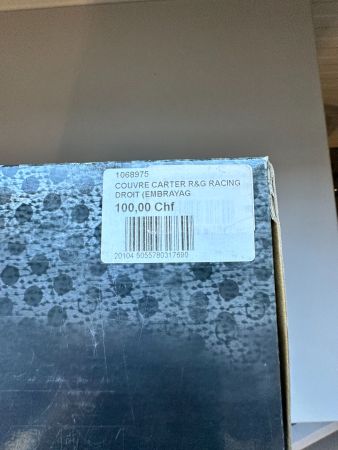 1068975
COUVRE CARTER R&G RACING
DROIT (EMBRAYAG
100,00 Chf
20104 5055780317690